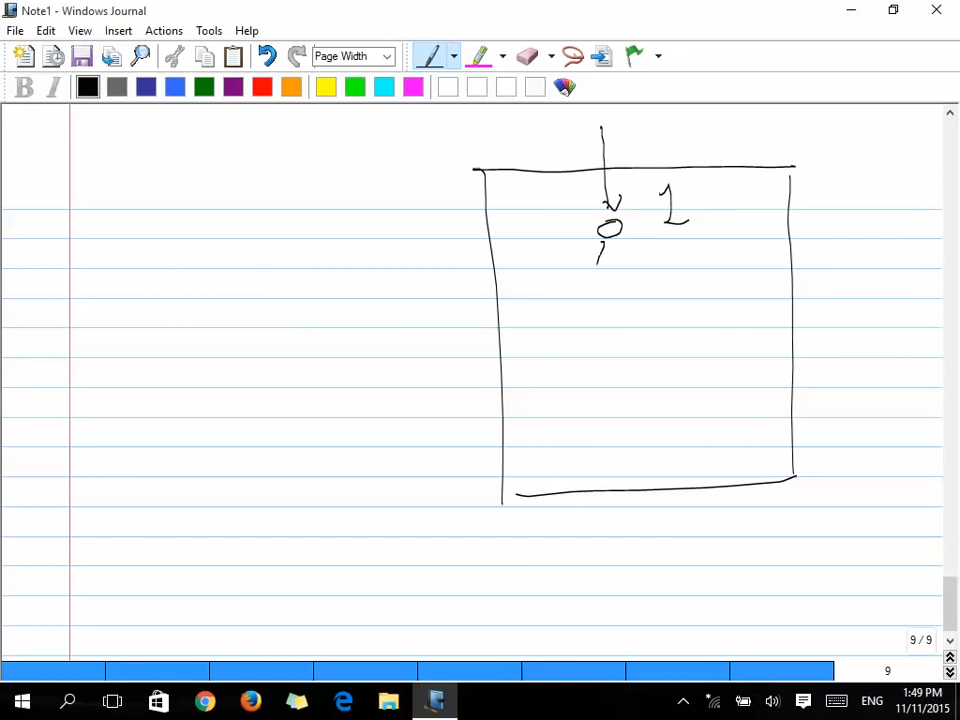 Note1 - Windows Journal
File Edit View Insert Actions Tools Help
Page Width
B I
1
0
9 / 9
9
ENG
1:49 PM
11/11/2015